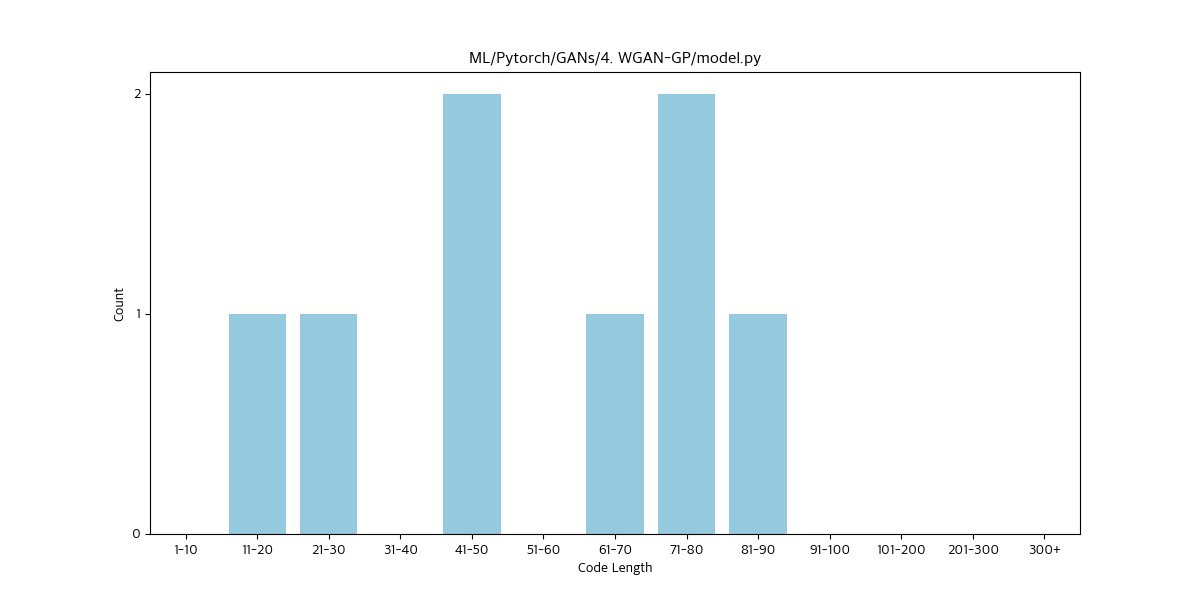 ML/Pytorch/GANs/4. WGAN-GP/model.py
Count
2
1
0
1-10 11-20 21-30 31-40 41-50 51-60 61-70 71-80 81-90 91-100 101-200 201-300 300+
Code Length